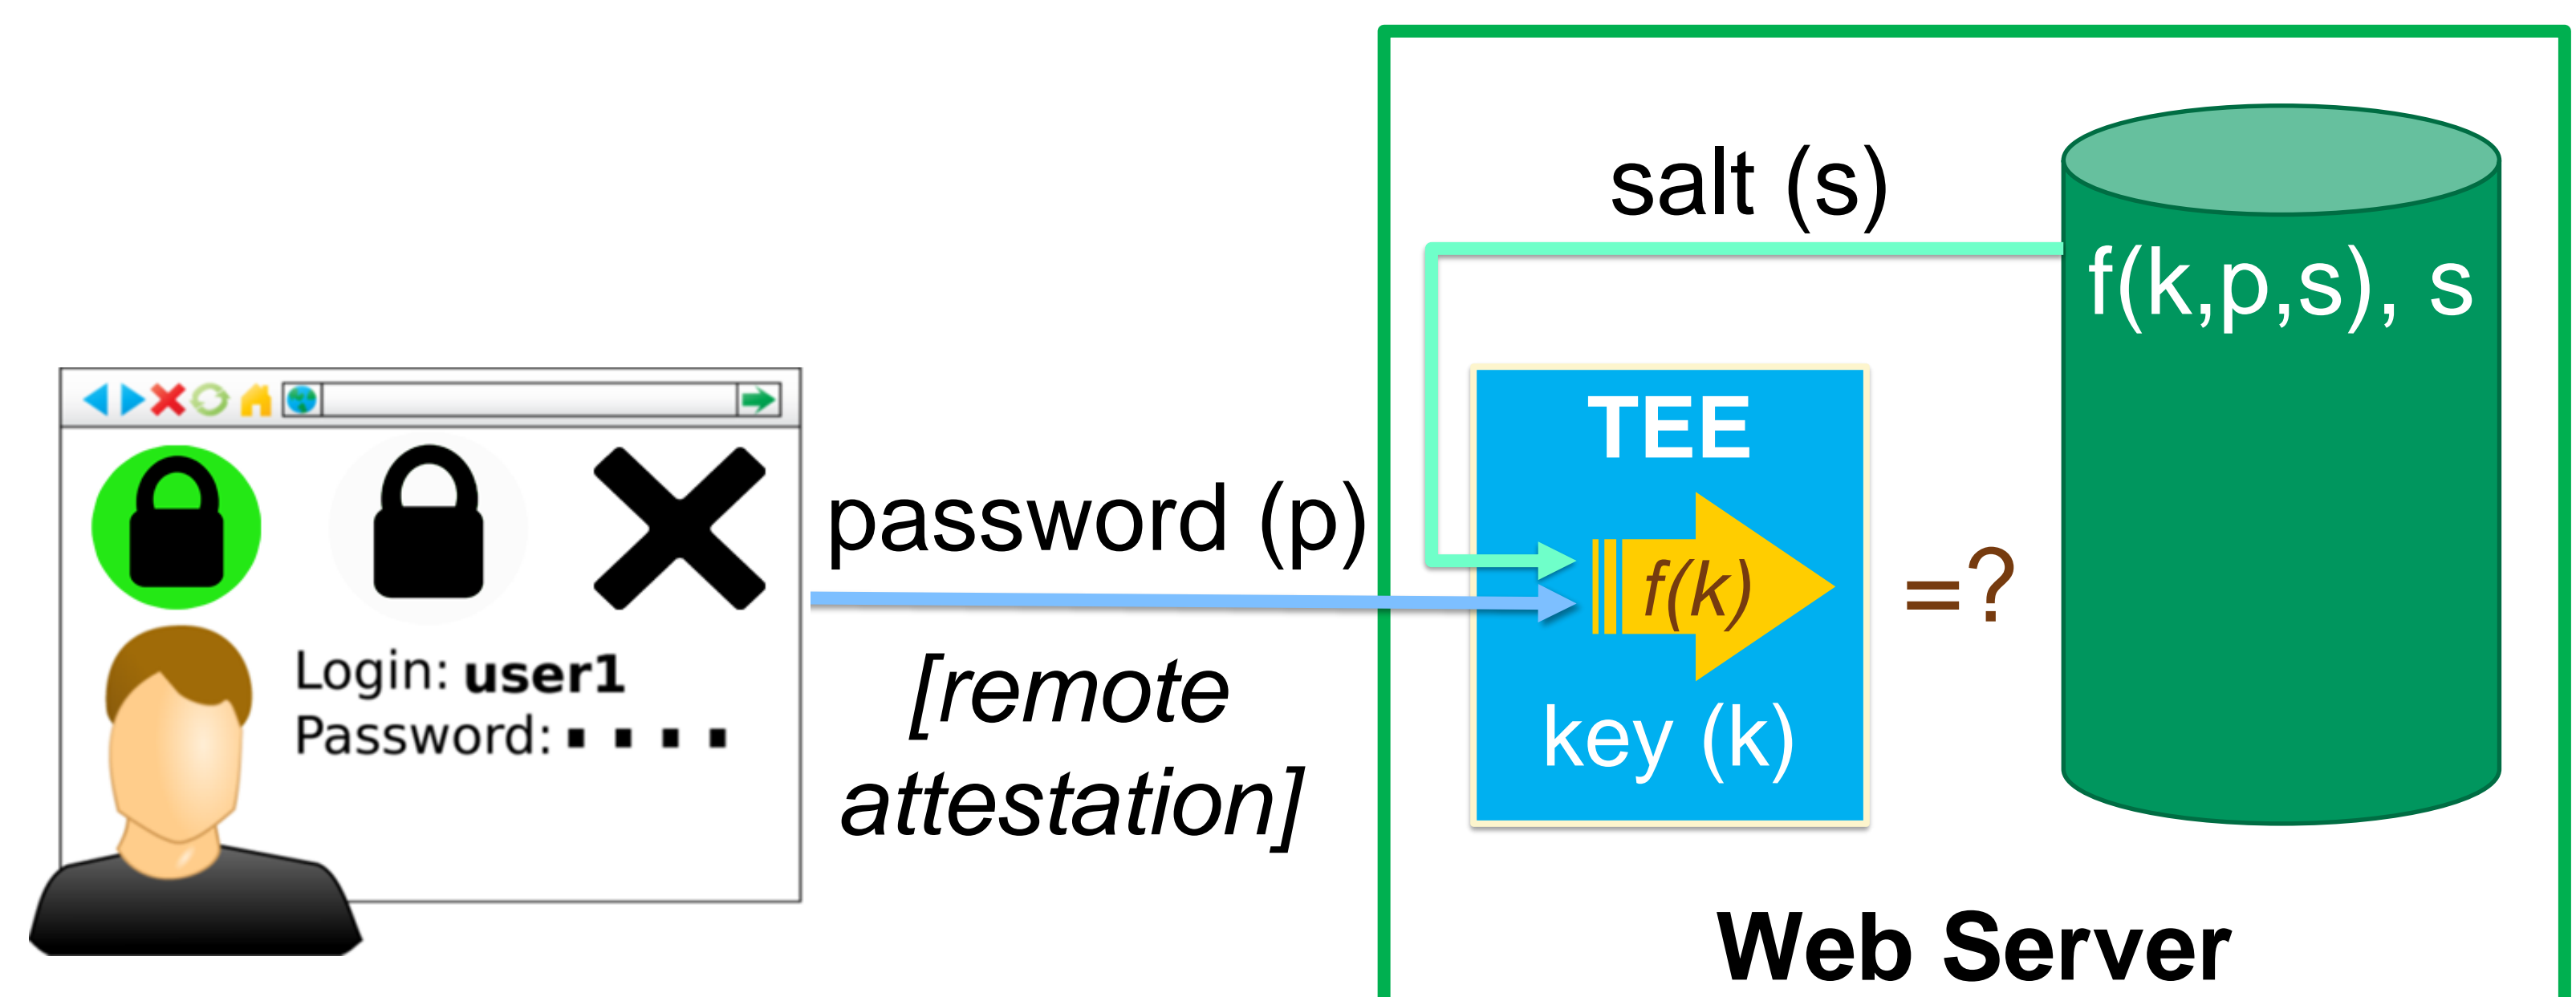 salt (s)
f(k,p,s), s
TEE
password (p)
f(k)
=?
Login: user1
Password:
[remote
attestation]
key (k)
Web Server